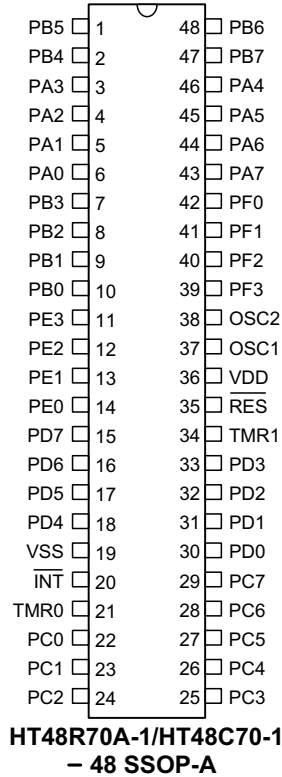 PB5 1 48 PB6
PB4 2 47 PB7
PA3 3 46 PA4
PA2 4 45 PA5
PA1 5 44 PA6
PA0 6 43 PA7
PB3 7 42 PF0
PB2 8 41 PF1
PB1 9 40 PF2
PB0 10 39 PF3
PE3 11 38 OSC2
PE2 12 37 OSC1
PE1 13 36 VDD
PE0 14 35 RES
PD7 15 34 TMR1
PD6 16 33 PD3
PD5 17 32 PD2
PD4 18 31 PD1
VSS 19 30 PD0
INT 20 29 PC7
TMR0 21 28 PC6
PC0 22 27 PC5
PC1 23 26 PC4
PC2 24 25 PC3
HT48R70A-1/HT48C70-1
– 48 SSOP-A